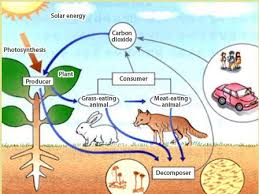 Solar energy
Carbon
dioxide
Photosynthesis
Plant
Producer
Consumer
Grass-eating
animal
Meat-eating
animal
Decomposer